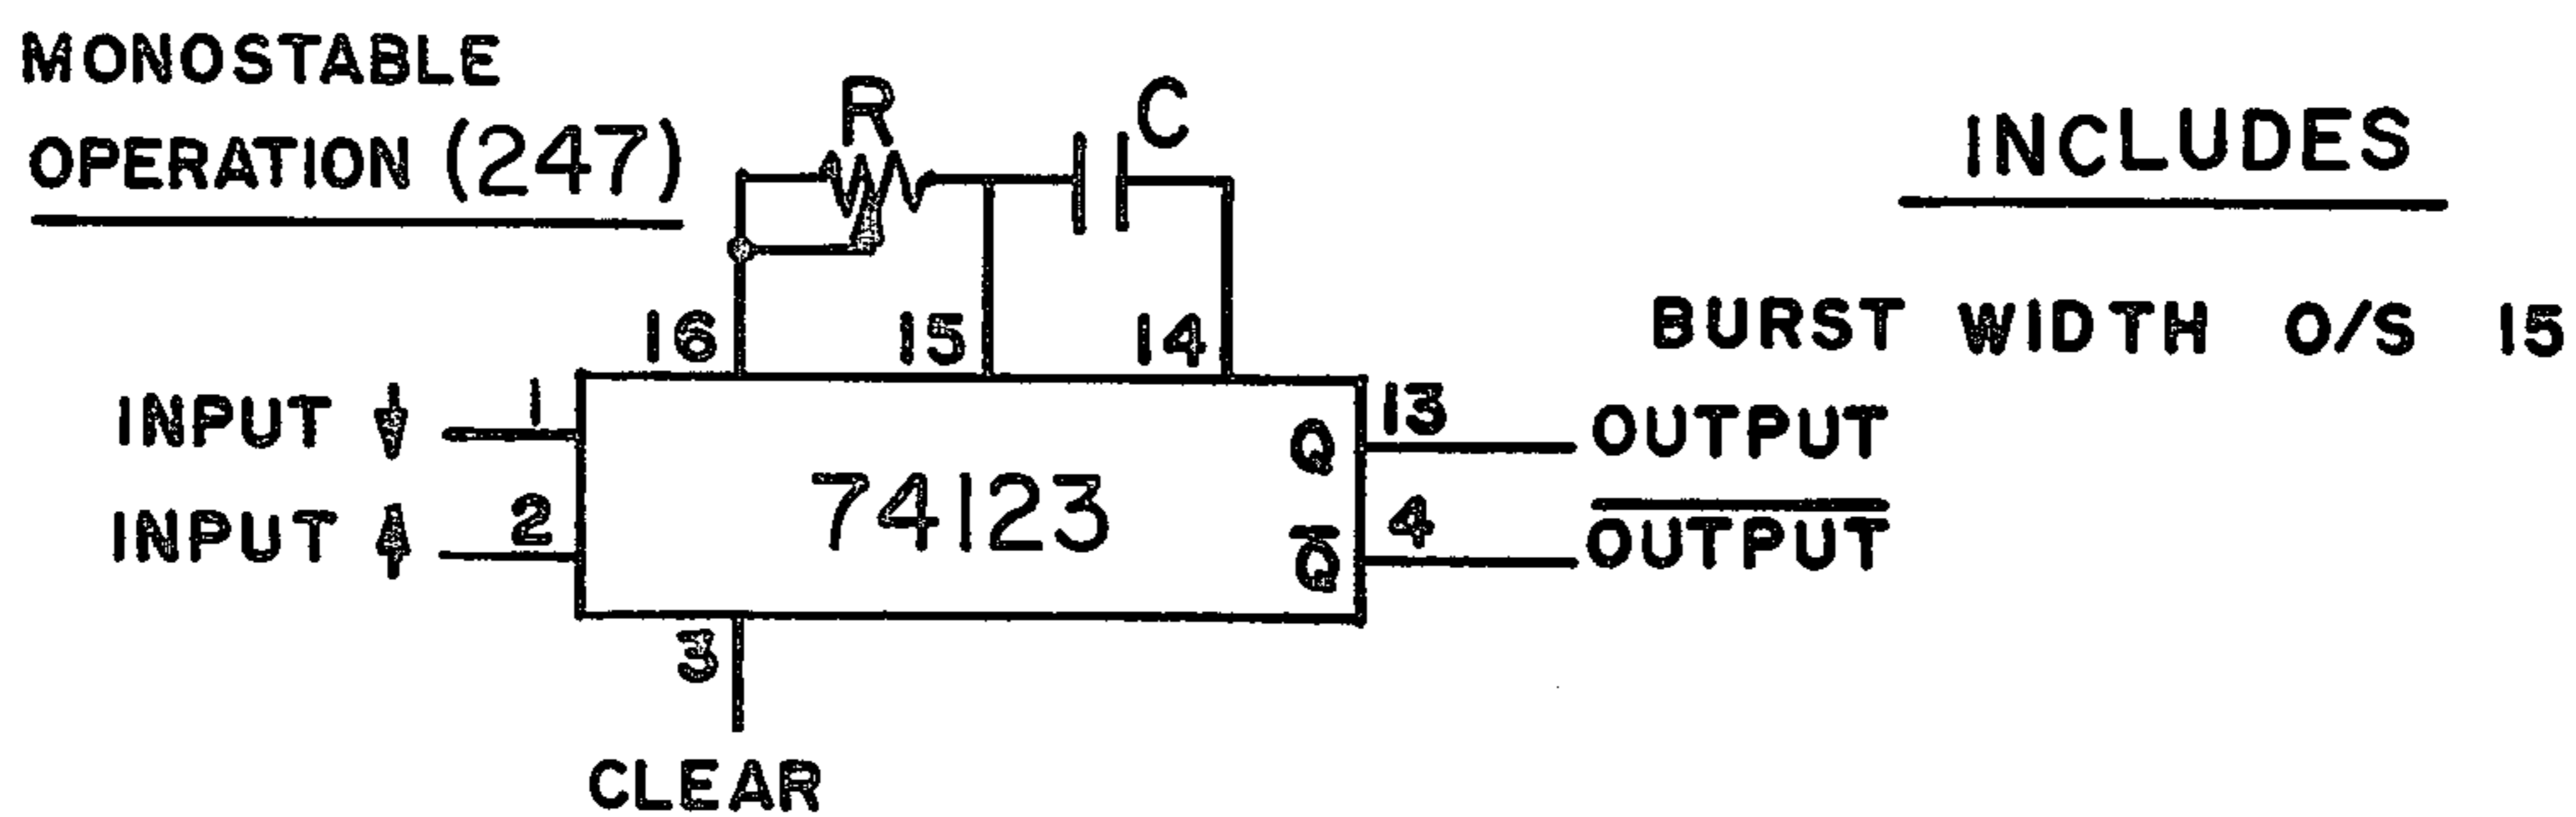 MONOSTABLE
OPERATION (247)
R
C
INCLUDES
BURST WIDTH O/S 15
16
15
14
INPUT
1
13
OUTPUT
Q
INPUT
2
74123
4
OUTPUT
Q̅
3
CLEAR